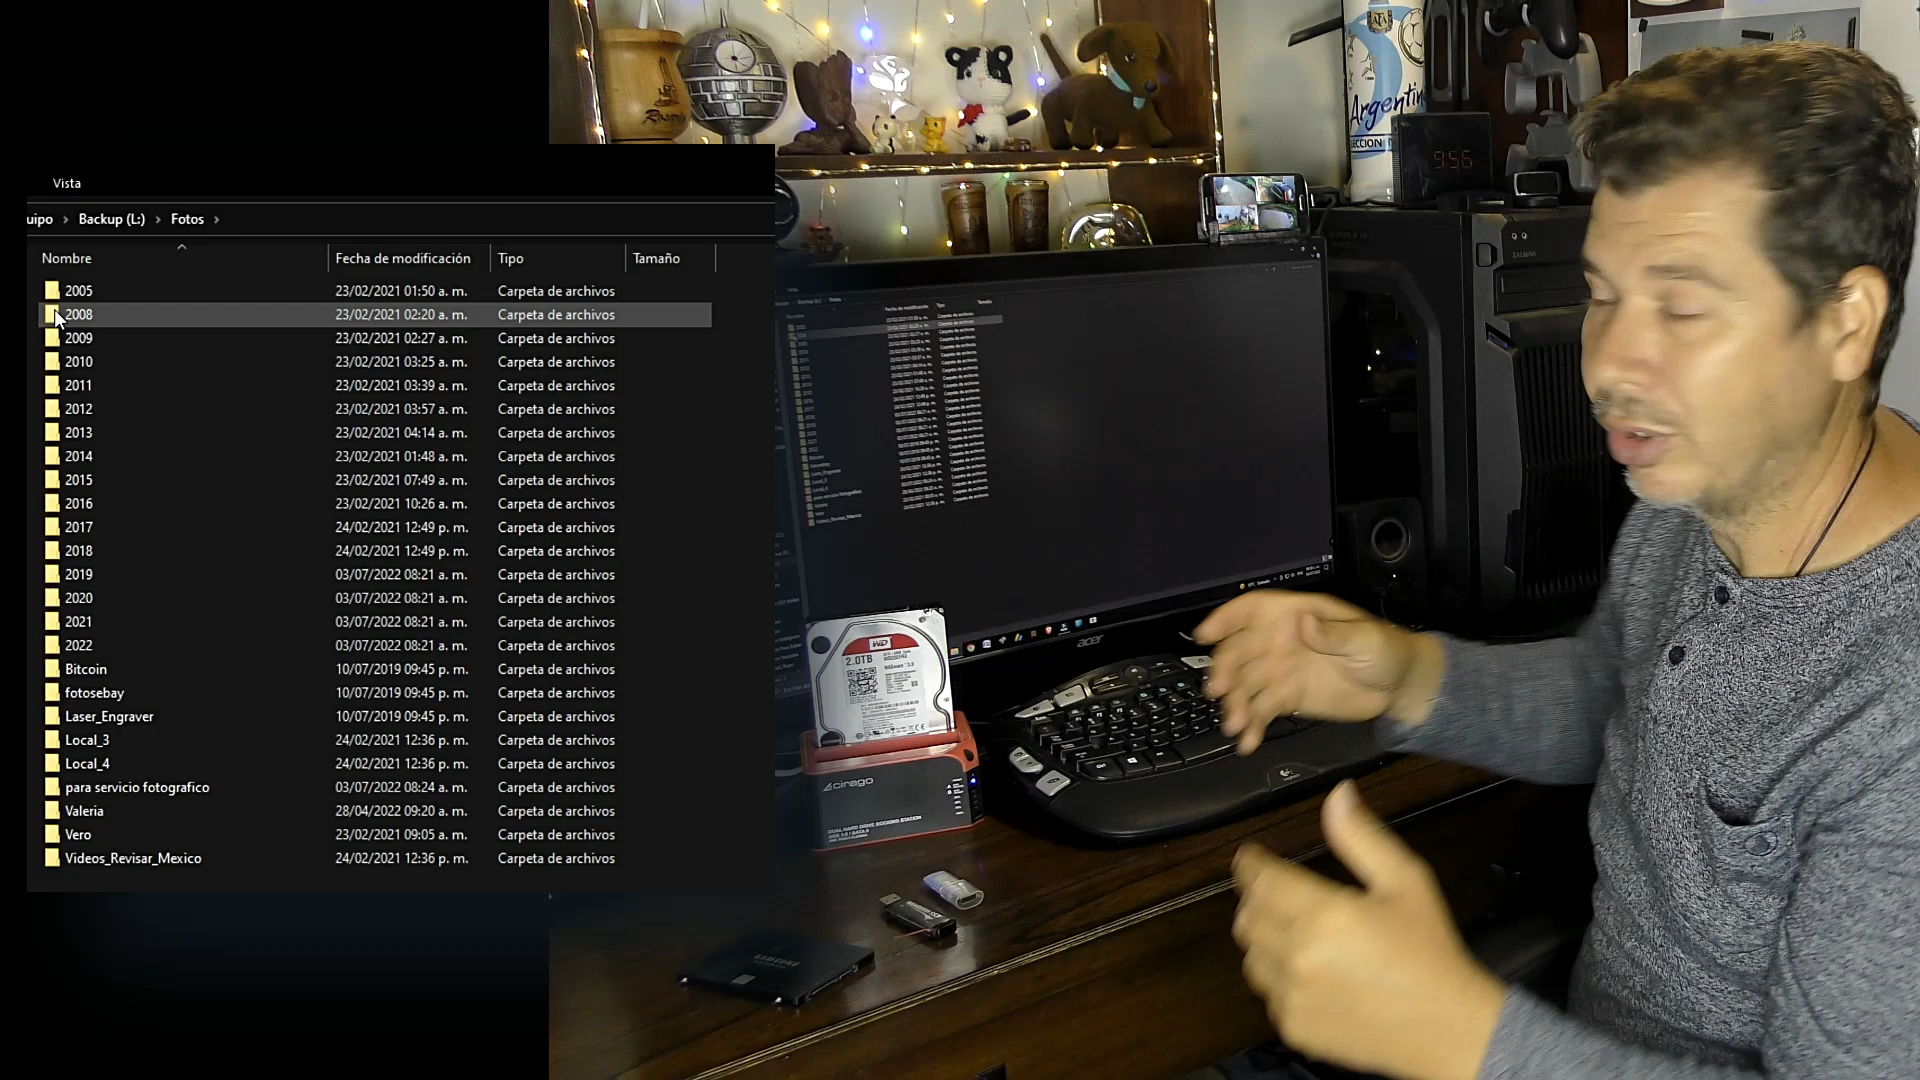 Vista
uipo > Backup (L:) > Fotos >
Nombre Fecha de modificación Tipo Tamaño
2005 23/02/2021 01:50 a. m. Carpeta de archivos
2008 23/02/2021 02:20 a. m. Carpeta de archivos
2009 23/02/2021 02:27 a. m. Carpeta de archivos
2010 23/02/2021 03:25 a. m. Carpeta de archivos
2011 23/02/2021 03:39 a. m. Carpeta de archivos
2012 23/02/2021 03:57 a. m. Carpeta de archivos
2013 23/02/2021 04:14 a. m. Carpeta de archivos
2014 23/02/2021 01:48 a. m. Carpeta de archivos
2015 23/02/2021 07:49 a. m. Carpeta de archivos
2016 23/02/2021 10:26 a. m. Carpeta de archivos
2017 24/02/2021 12:49 p. m. Carpeta de archivos
2018 24/02/2021 12:49 p. m. Carpeta de archivos
2019 03/07/2022 08:21 a. m. Carpeta de archivos
2020 03/07/2022 08:21 a. m. Carpeta de archivos
2021 03/07/2022 08:21 a. m. Carpeta de archivos
2022 03/07/2022 08:21 a. m. Carpeta de archivos
Bitcoin 10/07/2019 09:45 p. m. Carpeta de archivos
fotosebay 10/07/2019 09:45 p. m. Carpeta de archivos
Laser_Engraver 10/07/2019 09:45 p. m. Carpeta de archivos
Local_3 24/02/2021 12:36 p. m. Carpeta de archivos
Local_4 24/02/2021 12:36 p. m. Carpeta de archivos
para servicio fotografico 03/07/2022 08:24 a. m. Carpeta de archivos
Valeria 28/04/2022 09:20 a. m. Carpeta de archivos
Vero 23/02/2021 09:05 a. m. Carpeta de archivos
Videos_Revisar_Mexico 24/02/2021 12:36 p. m. Carpeta de archivos
AFA
Argentin
9:56
ZALMAN
acer
WD
2.0TB
cirago
DUAL HARD DRIVE DOCKING STATION
SAMSUNG